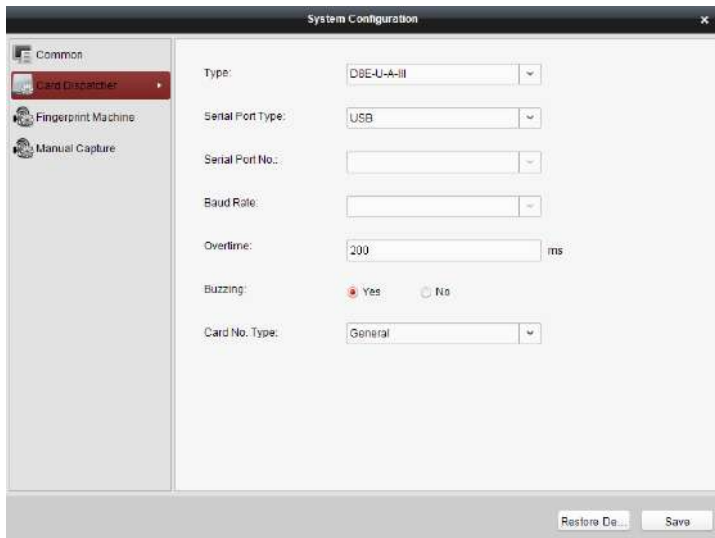 System Configuration
Common
Card Dispatcher
Fingerprint Machine
Manual Capture
Type: D8E-U-A-III
Serial Port Type: USB
Serial Port No.:
Baud Rate:
Overtime: 200 ms
Buzzing: Yes No
Card No. Type: General
Restore De... Save